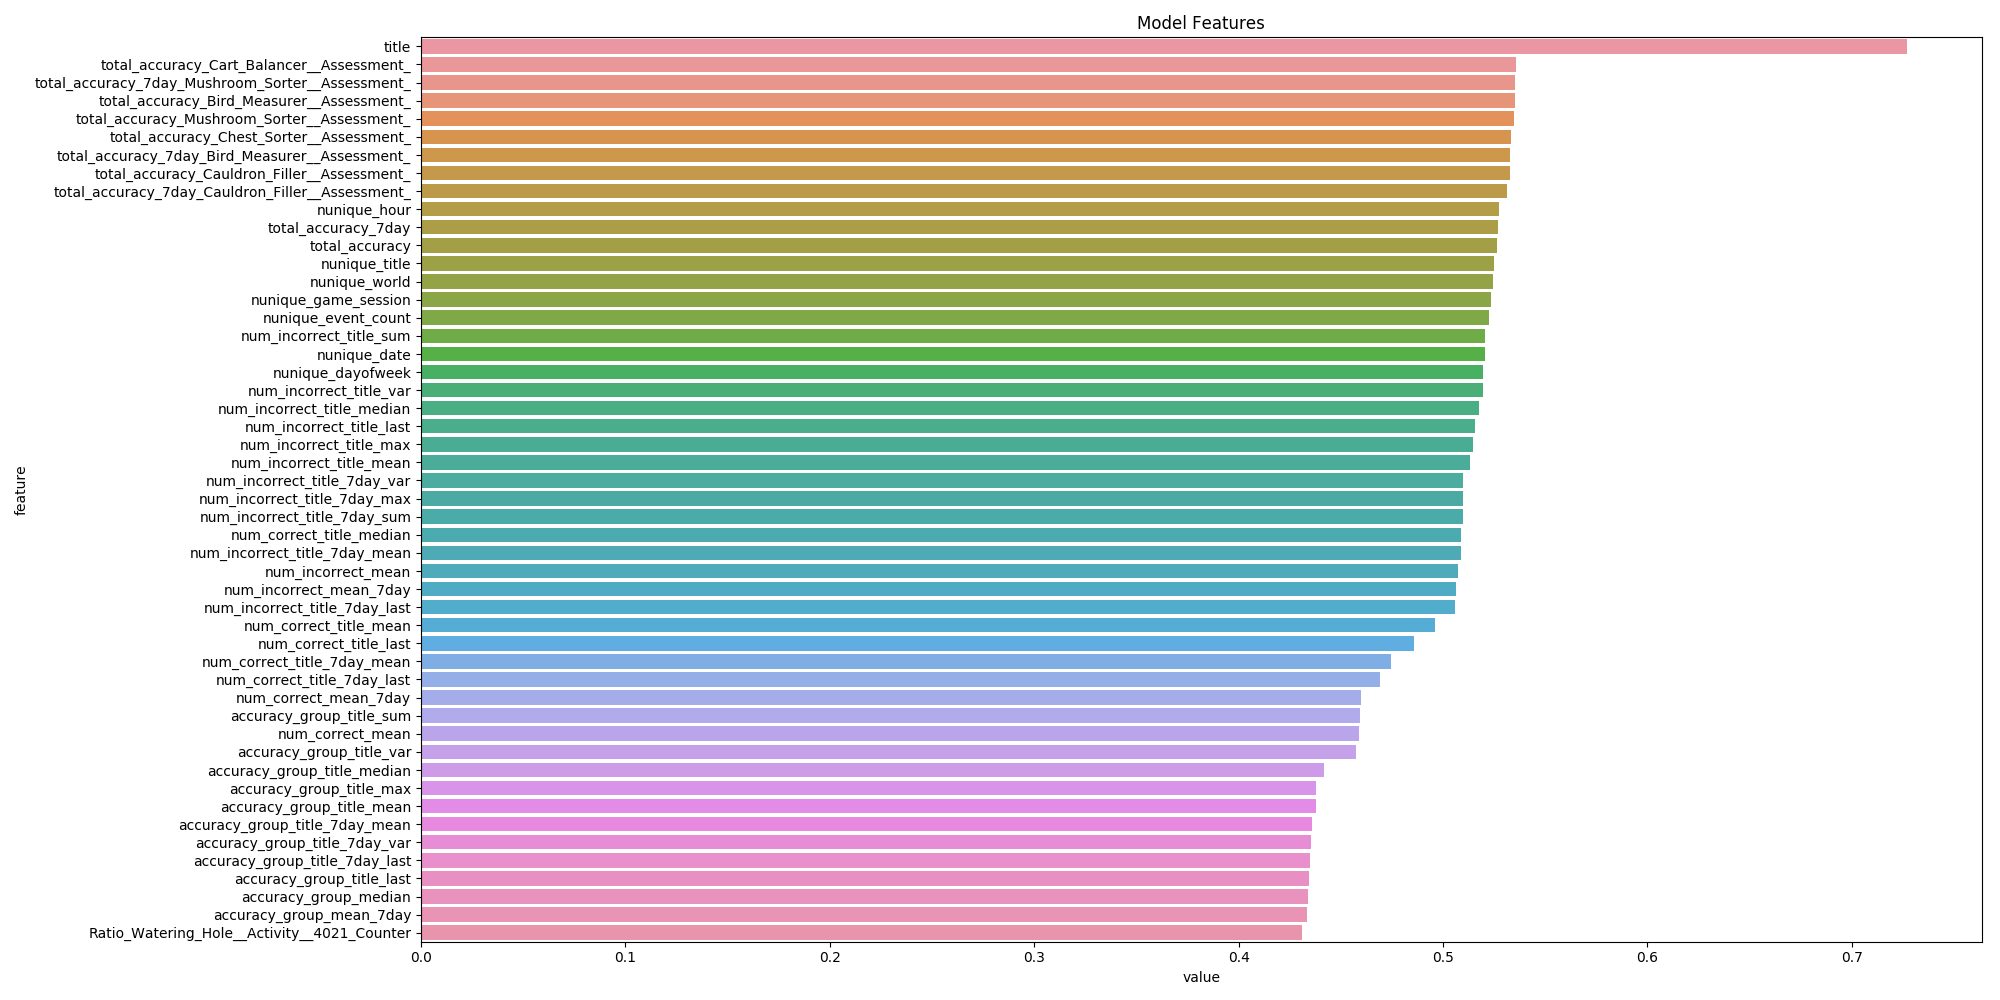 Model Features
title
total_accuracy_Cart_Balancer__Assessment_
total_accuracy_7day_Mushroom_Sorter__Assessment_
total_accuracy_Bird_Measurer__Assessment_
total_accuracy_Mushroom_Sorter__Assessment_
total_accuracy_Chest_Sorter__Assessment_
total_accuracy_7day_Bird_Measurer__Assessment_
total_accuracy_Cauldron_Filler__Assessment_
total_accuracy_7day_Cauldron_Filler__Assessment_
nunique_hour
total_accuracy_7day
total_accuracy
nunique_title
nunique_world
nunique_game_session
nunique_event_count
num_incorrect_title_sum
nunique_date
nunique_dayofweek
num_incorrect_title_var
num_incorrect_title_median
num_incorrect_title_last
num_incorrect_title_max
num_incorrect_title_mean
num_incorrect_title_7day_var
num_incorrect_title_7day_max
num_incorrect_title_7day_sum
num_correct_title_median
num_incorrect_title_7day_mean
num_incorrect_mean
num_incorrect_mean_7day
num_incorrect_title_7day_last
num_correct_title_mean
num_correct_title_last
num_correct_title_7day_mean
num_correct_title_7day_last
num_correct_mean_7day
accuracy_group_title_sum
num_correct_mean
accuracy_group_title_var
accuracy_group_title_median
accuracy_group_title_max
accuracy_group_title_mean
accuracy_group_title_7day_mean
accuracy_group_title_7day_var
accuracy_group_title_7day_last
accuracy_group_title_last
accuracy_group_median
accuracy_group_mean_7day
Ratio_Watering_Hole__Activity__4021_Counter
feature
0.0 0.1 0.2 0.3 0.4 0.5 0.6 0.7
value